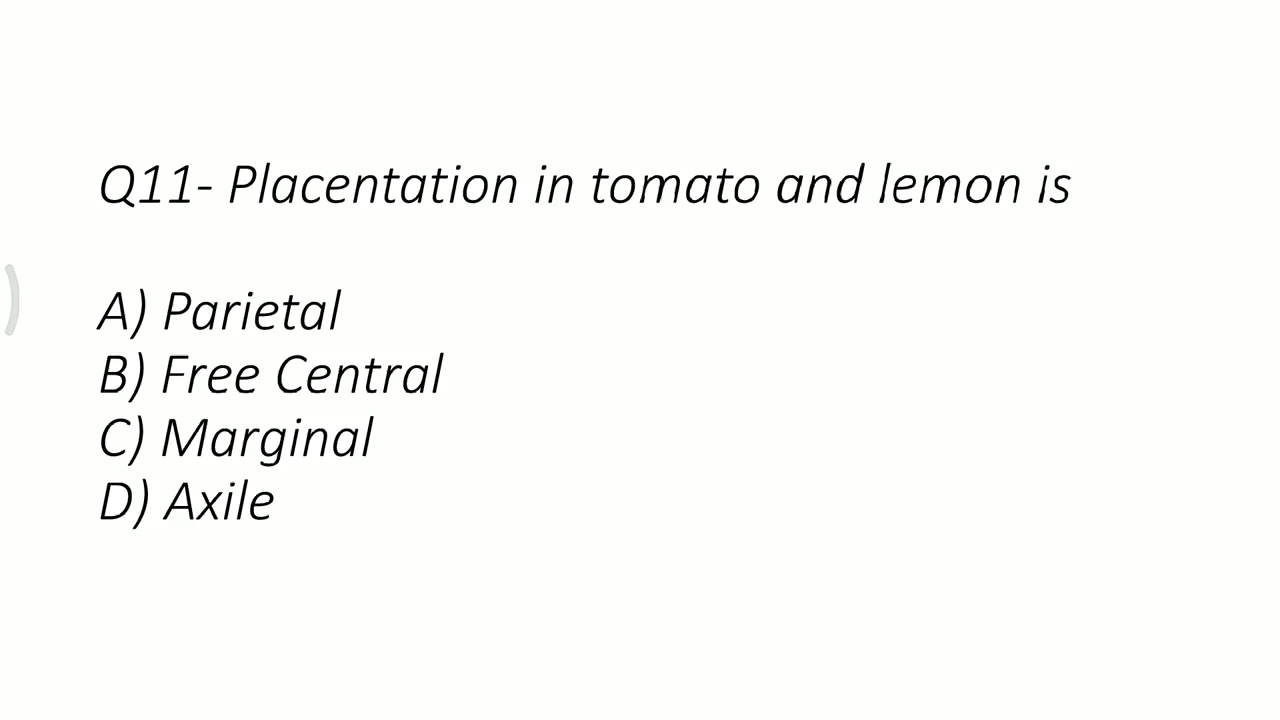 Q11- Placentation in tomato and lemon is
A) Parietal
B) Free Central
C) Marginal
D) Axile